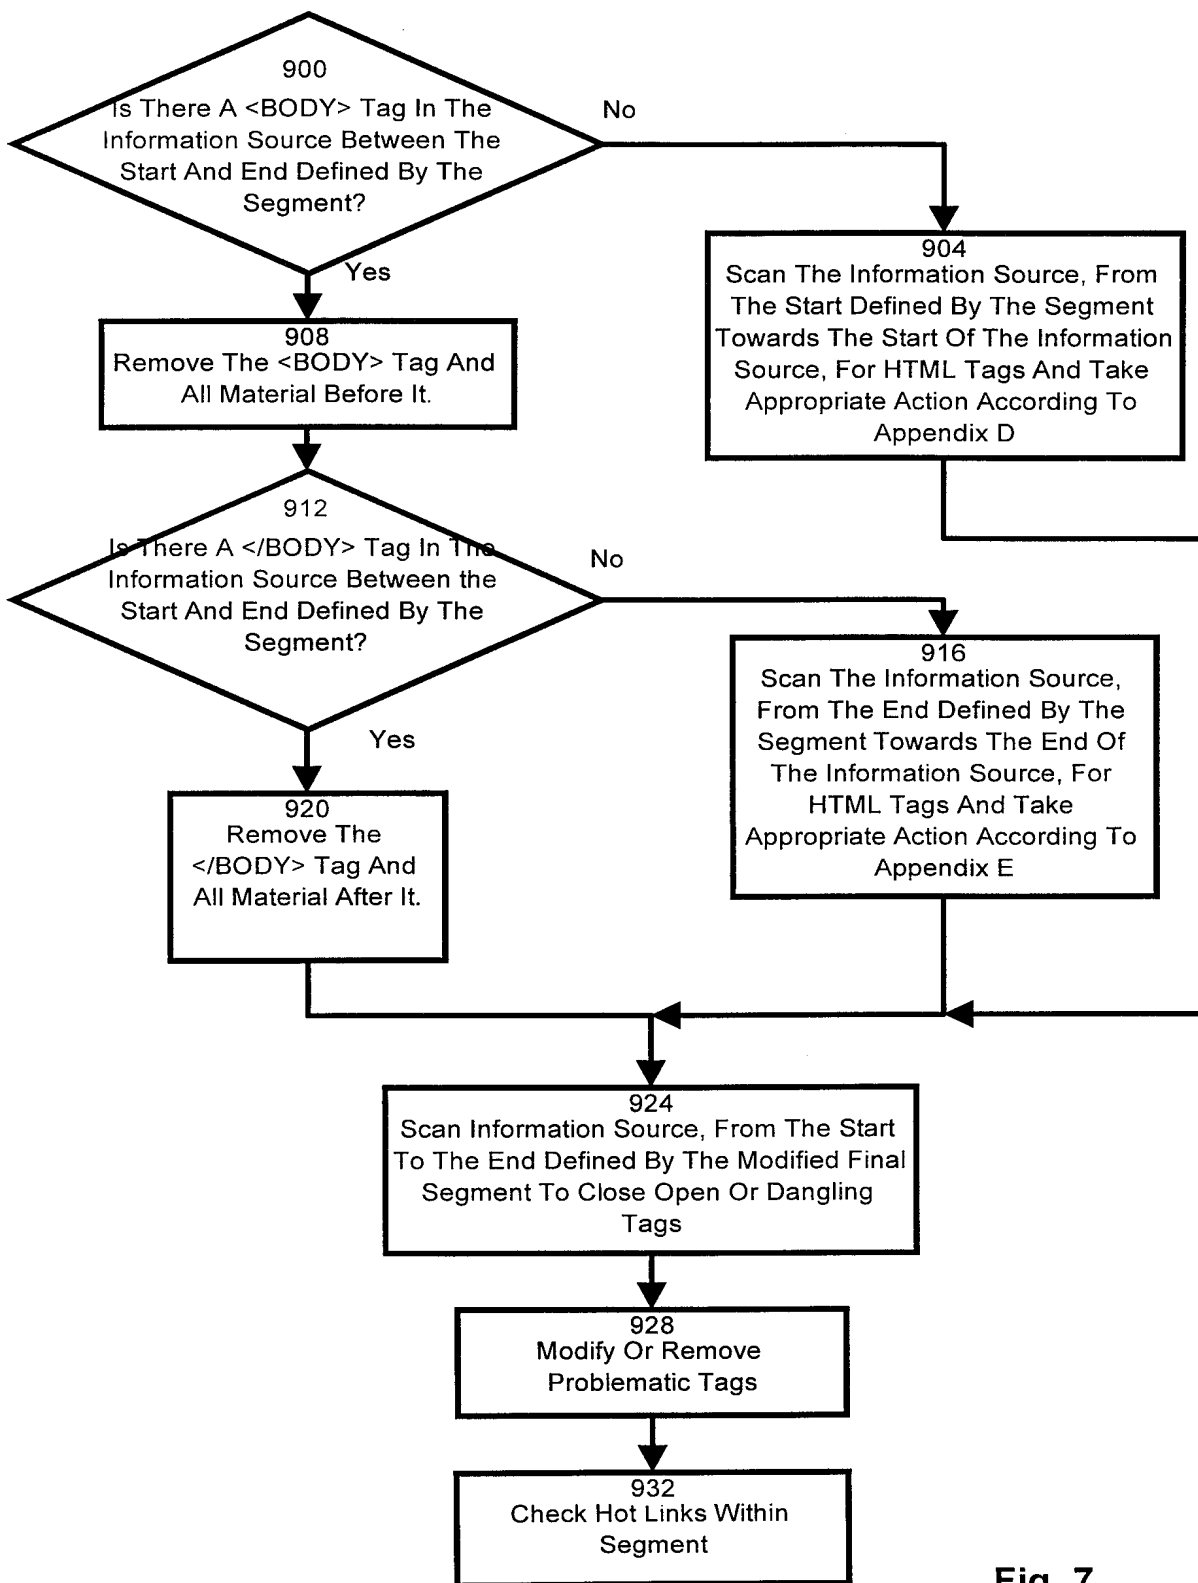 900
Is There A <BODY> Tag In The
Information Source Between The
Start And End Defined By The
Segment?
No
Yes
904
Scan The Information Source, From
The Start Defined By The Segment
Towards The Start Of The Information
Source, For HTML Tags And Take
Appropriate Action According To
Appendix D
908
Remove The <BODY> Tag And
All Material Before It.
912
Is There A </BODY> Tag In The
Information Source Between the
Start And End Defined By The
Segment?
No
Yes
916
Scan The Information Source,
From The End Defined By The
Segment Towards The End Of
The Information Source, For
HTML Tags And Take
Appropriate Action According To
Appendix E
920
Remove The
</BODY> Tag And
All Material After It.
924
Scan Information Source, From The Start
To The End Defined By The Modified Final
Segment To Close Open Or Dangling
Tags
928
Modify Or Remove
Problematic Tags
932
Check Hot Links Within
Segment
Fig. 7